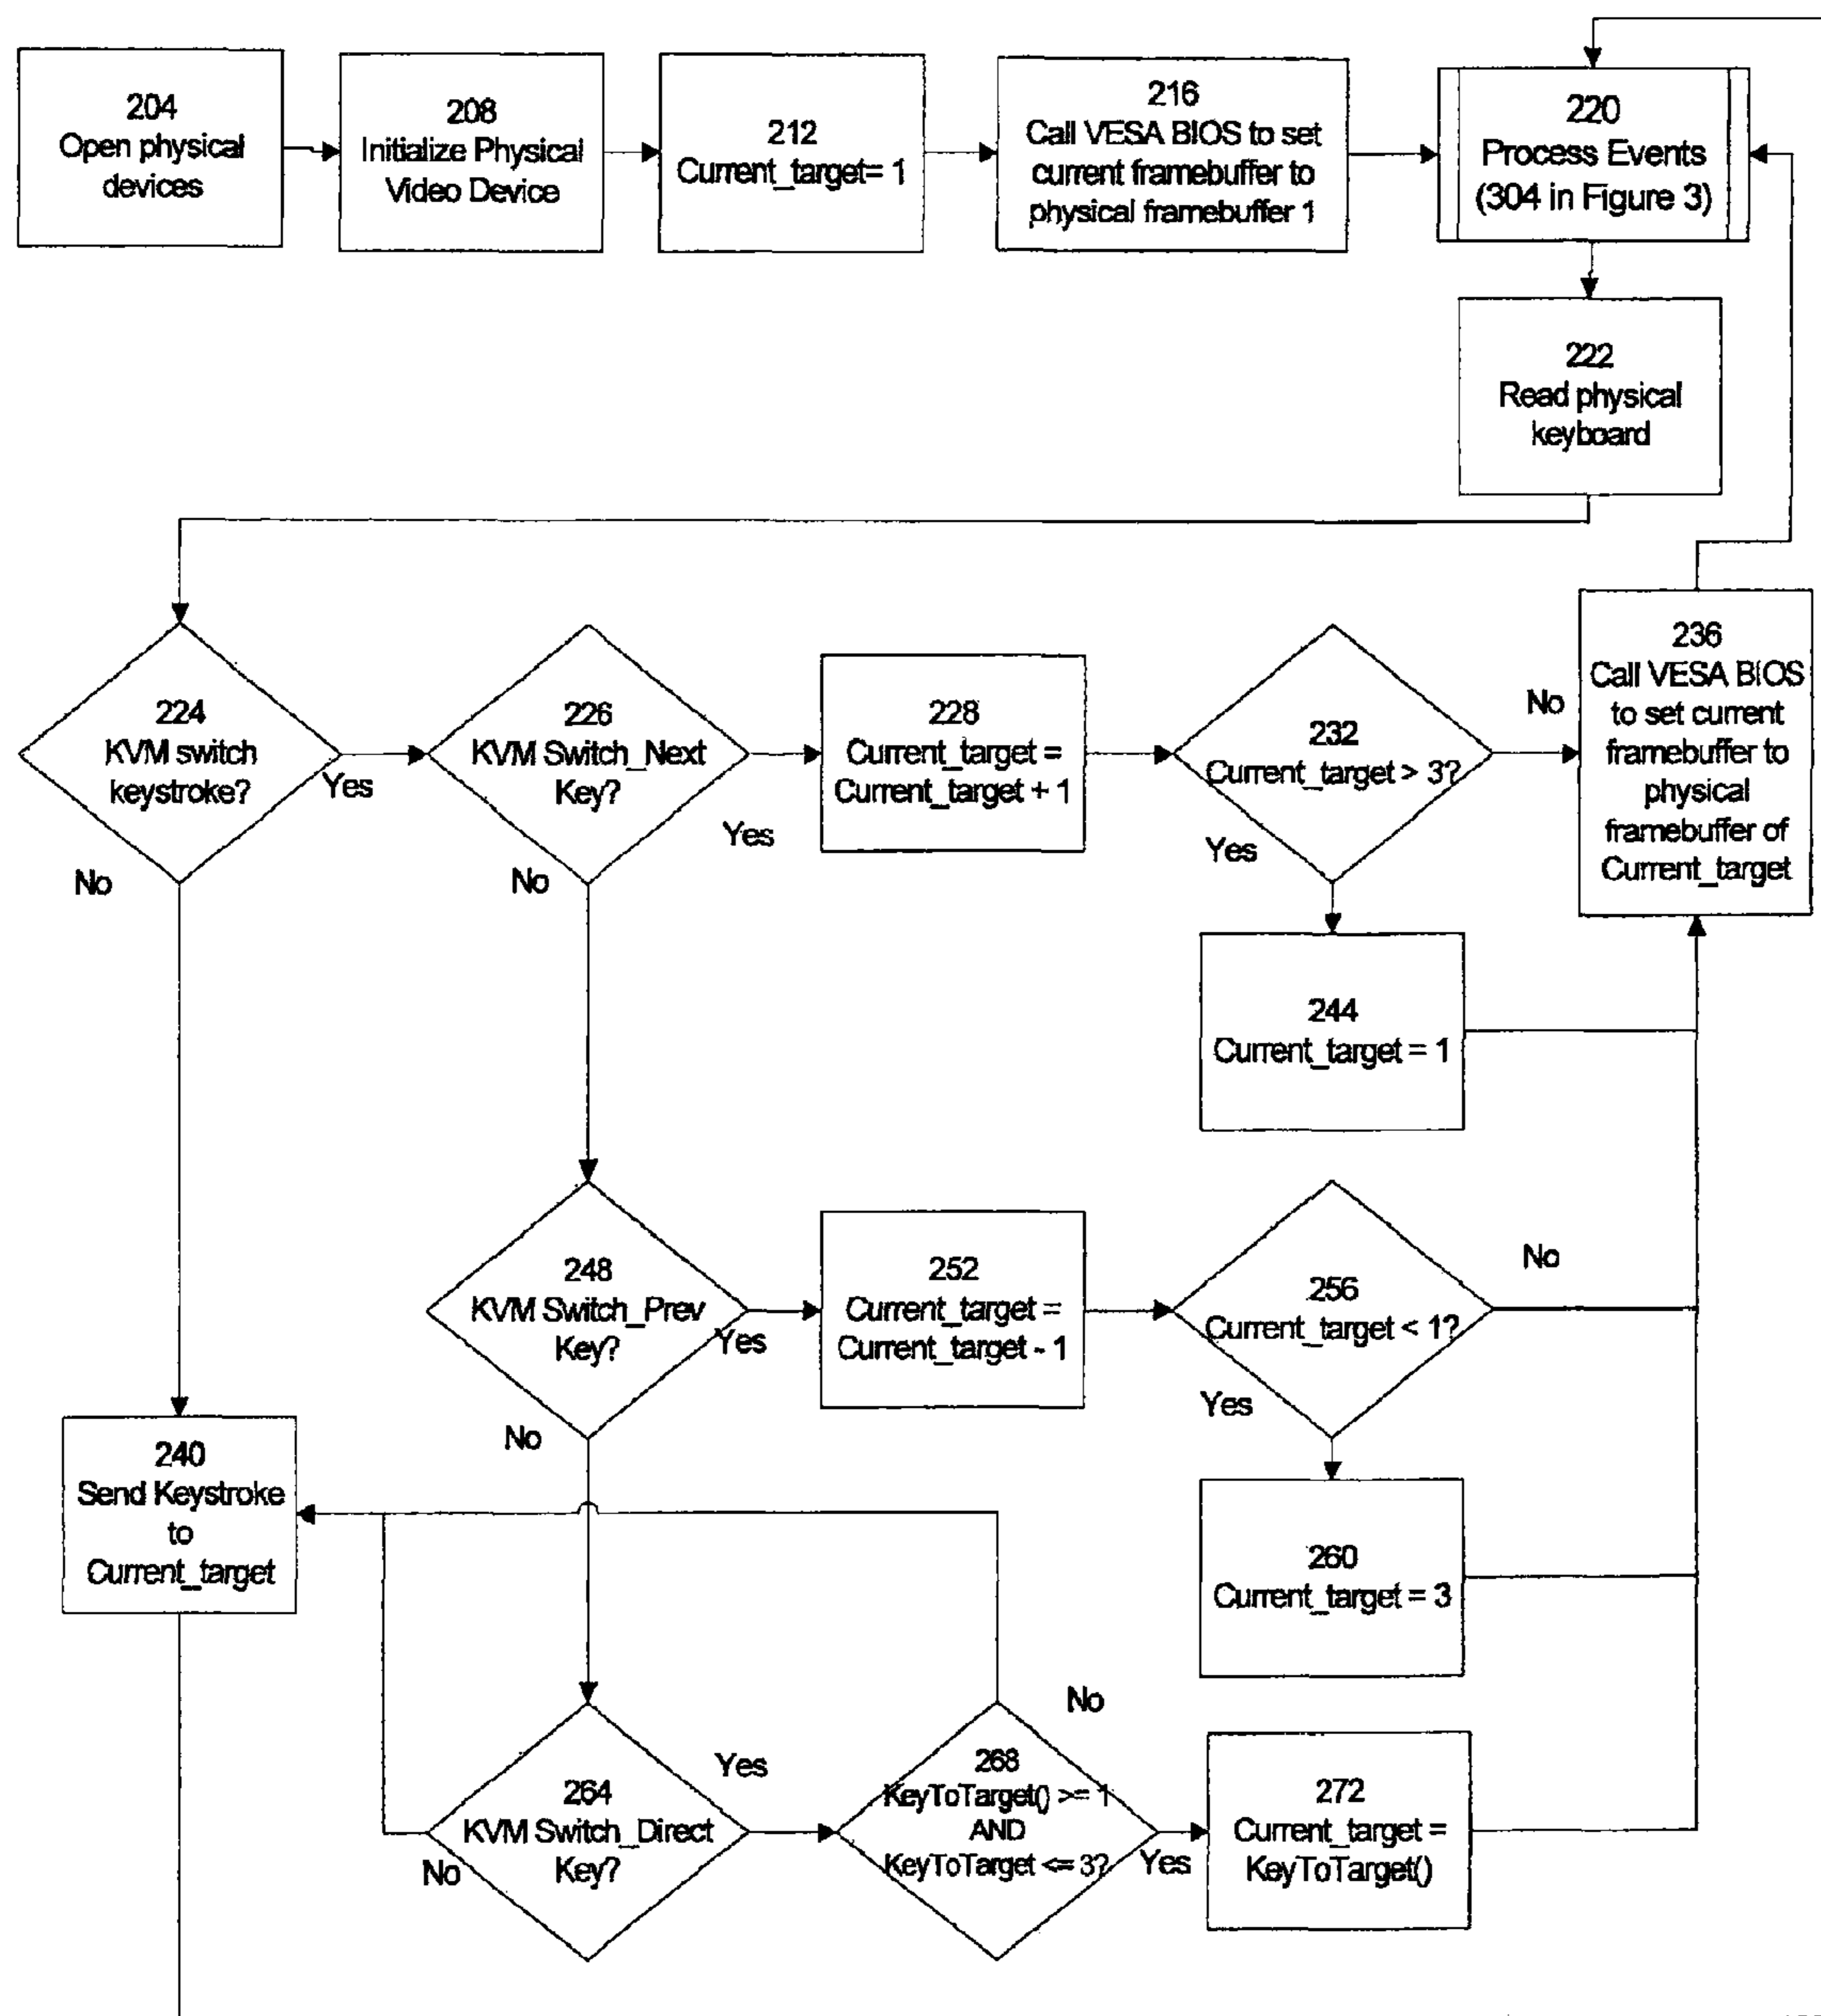 204
Open physical
devices
208
Initialize Physical
Video Device
212
Current_target= 1
216
Call VESA BIOS to set
current framebuffer to
physical framebuffer 1
220
Process Events
(304 in Figure 3)
222
Read physical
keyboard
224
KVM switch
keystroke?
Yes
No
226
KVM Switch_Next
Key?
Yes
No
228
Current_target =
Current_target + 1
232
Current_target > 3?
No
Yes
236
Call VESA BIOS
to set current
framebuffer to
physical
framebuffer of
Current_target
244
Current_target = 1
248
KVM Switch_Prev
Key?
Yes
No
252
Current_target =
Current_target - 1
256
Current_target < 1?
No
Yes
240
Send Keystroke
to
Current_target
260
Current_target = 3
264
KVM Switch_Direct
Key?
Yes
No
268
KeyToTarget() >= 1
AND
KeyToTarget <= 3?
No
Yes
272
Current_target =
KeyToTarget()